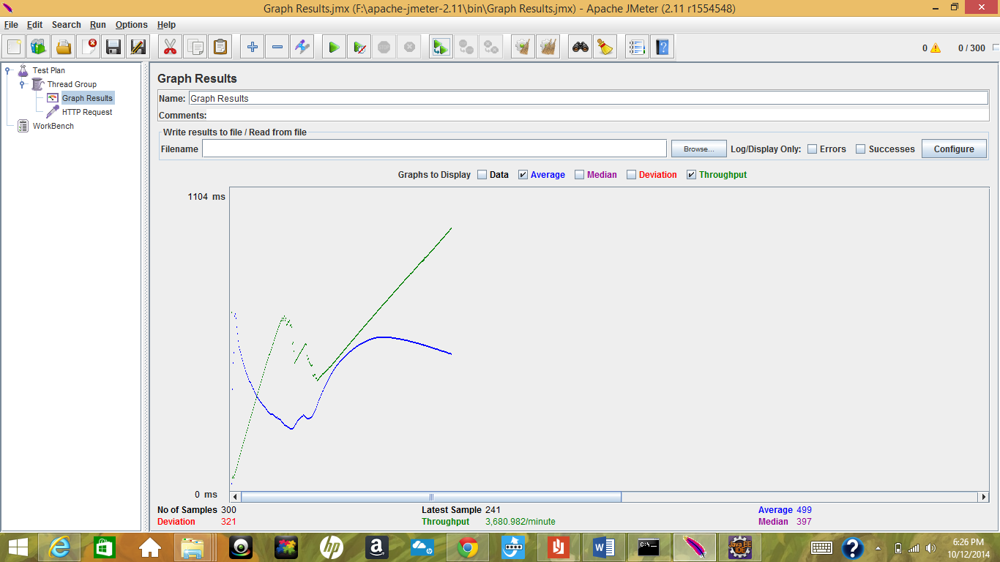 Graph Results.jmx (F:\apache-jmeter-2.11\bin\Graph Results.jmx) - Apache JMeter (2.11 r1554548)
File Edit Search Run Options Help
0 0 / 300
Test Plan
Thread Group
Graph Results
HTTP Request
WorkBench
Graph Results
Name: Graph Results
Comments:
Write results to file / Read from file
Filename Browse... Log/Display Only: Errors Successes Configure
Graphs to Display Data Average Median Deviation Throughput
1104 ms
0 ms
No of Samples 300 Latest Sample 241 Average 499
Deviation 321 Throughput 3,680.982/minute Median 397
hp
a
W
C:\_
Java EE
IDE
6:26 PM
10/12/2014